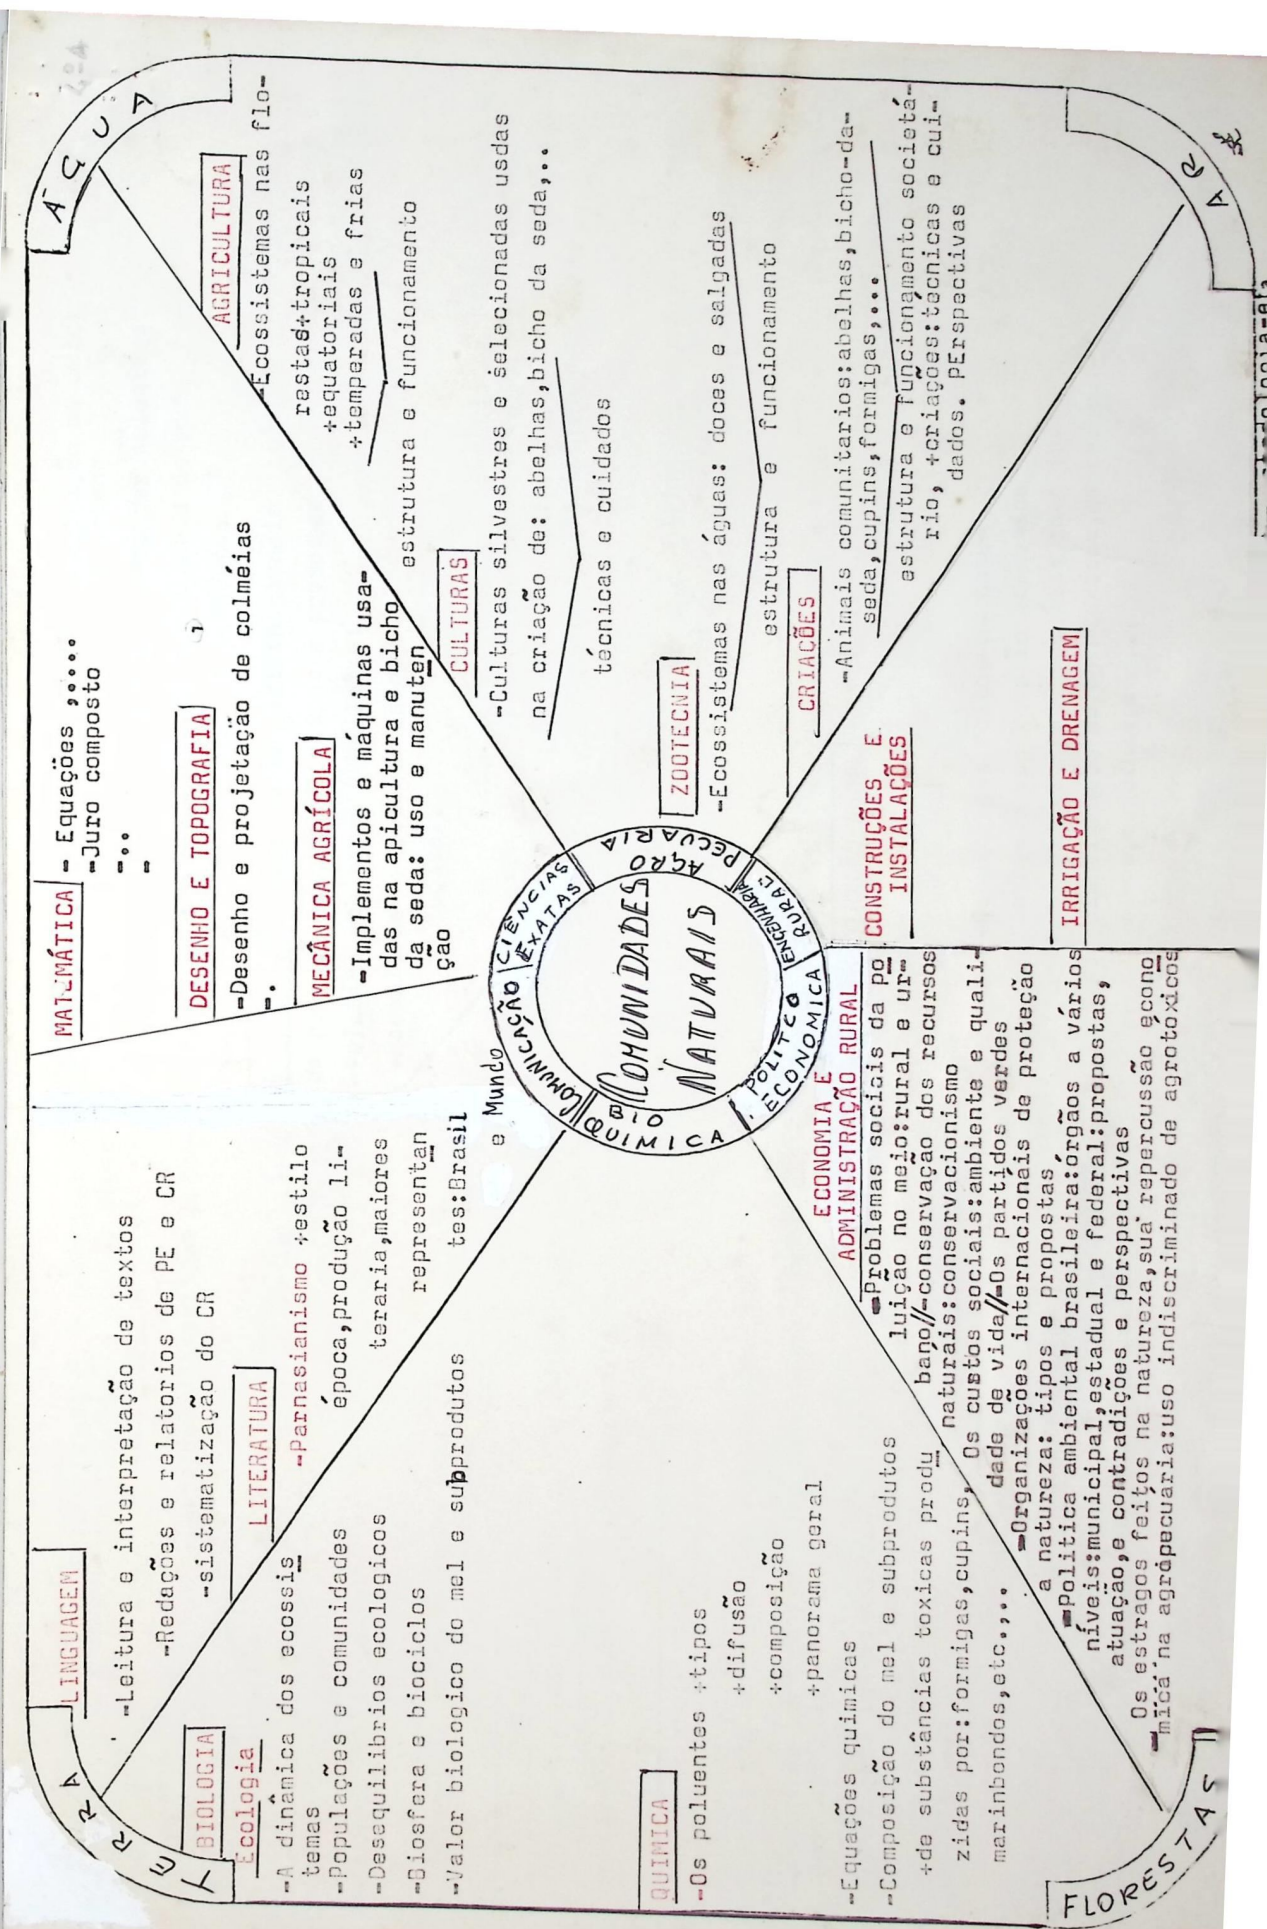 TERRA
LINGUAGEM
-Leitura e interpretação de textos
-Redações e relatorios de PE e CR
-sistematização do CR
LITERATURA
-Parnasianismo +estilo
época,produção li-
teraria,maiores
representan
tes:Brasil
e Mundo
MATEMÁTICA
- Equações ,....
-Juro composto
-..
-
DESENHO E TOPOGRAFIA
-Desenho e projetação de colméias
-.
MECÂNICA AGRÍCOLA
-Implementos e máquinas usa-
das na apicultura e bicho
da seda: uso e manuten
ção
ÁGUA
AGRICULTURA
-Ecossistemas nas flo-
restas+tropicais
+equatoriais
+temperadas e frias
estrutura e funcionamento
CULTURAS
-Culturas silvestres e selecionadas usdas
na criação de: abelhas,bicho da seda,..
técnicas e cuidados
ZOOTECNIA
-Ecossistemas nas águas: doces e salgadas
estrutura e funcionamento
CRIAÇÕES
-Animais comunitarios:abelhas,bicho-da-
seda,cupins,formigas,...
estrutura e funcionamento societá-
rio, +criações:técnicas e cui-
dados. PErspectivas
AR
BIOLOGIA
Ecologia
-A dinâmica dos ecossis
temas
-Populações e comunidades
-Desequilibrios ecologicos
-Biosfera e biociclos
-Valor biologico do mel e subprodutos
QUIMICA
-Os poluentes +tipos
+difusão
+composição
+panorama geral
-Equações quimicas
-Composição do mel e subprodutos
+de substâncias toxicas produ
zidas por:formigas,cupins,
marinbondos,etc.,..
COMUNICAÇÃO
CIÊNCIAS
EXATAS
AGRO
PECUARIA
ENGENHARIA
RURAL
POLITCO
ECONOMICA
BIO
QUIMICA
COMUNIDADES
NATURAIS
ECONOMIA E
ADMINISTRAÇÃO RURAL
-Problemas sociais da po
luição no meio:rural e ur-
bano//-conservação dos recursos
naturais:conservacionismo
Os custos sociais:ambiente e quali-
dade de vida//-Os partidos verdes
-Organizações internacionais de proteção
a natureza: tipos e propostas
-Politica ambiental brasileira:órgãos a vários
níveis:municipal,estadual e federal:propostas,
atuação,e contradições e perspectivas
Os estragos feitos na natureza,sua repercussão econo
-mica na agropecuaria:uso indiscriminado de agrotóxicos
CONSTRUÇÕES E
INSTALAÇÕES
IRRIGAÇÃO E DRENAGEM
FLORESTAS